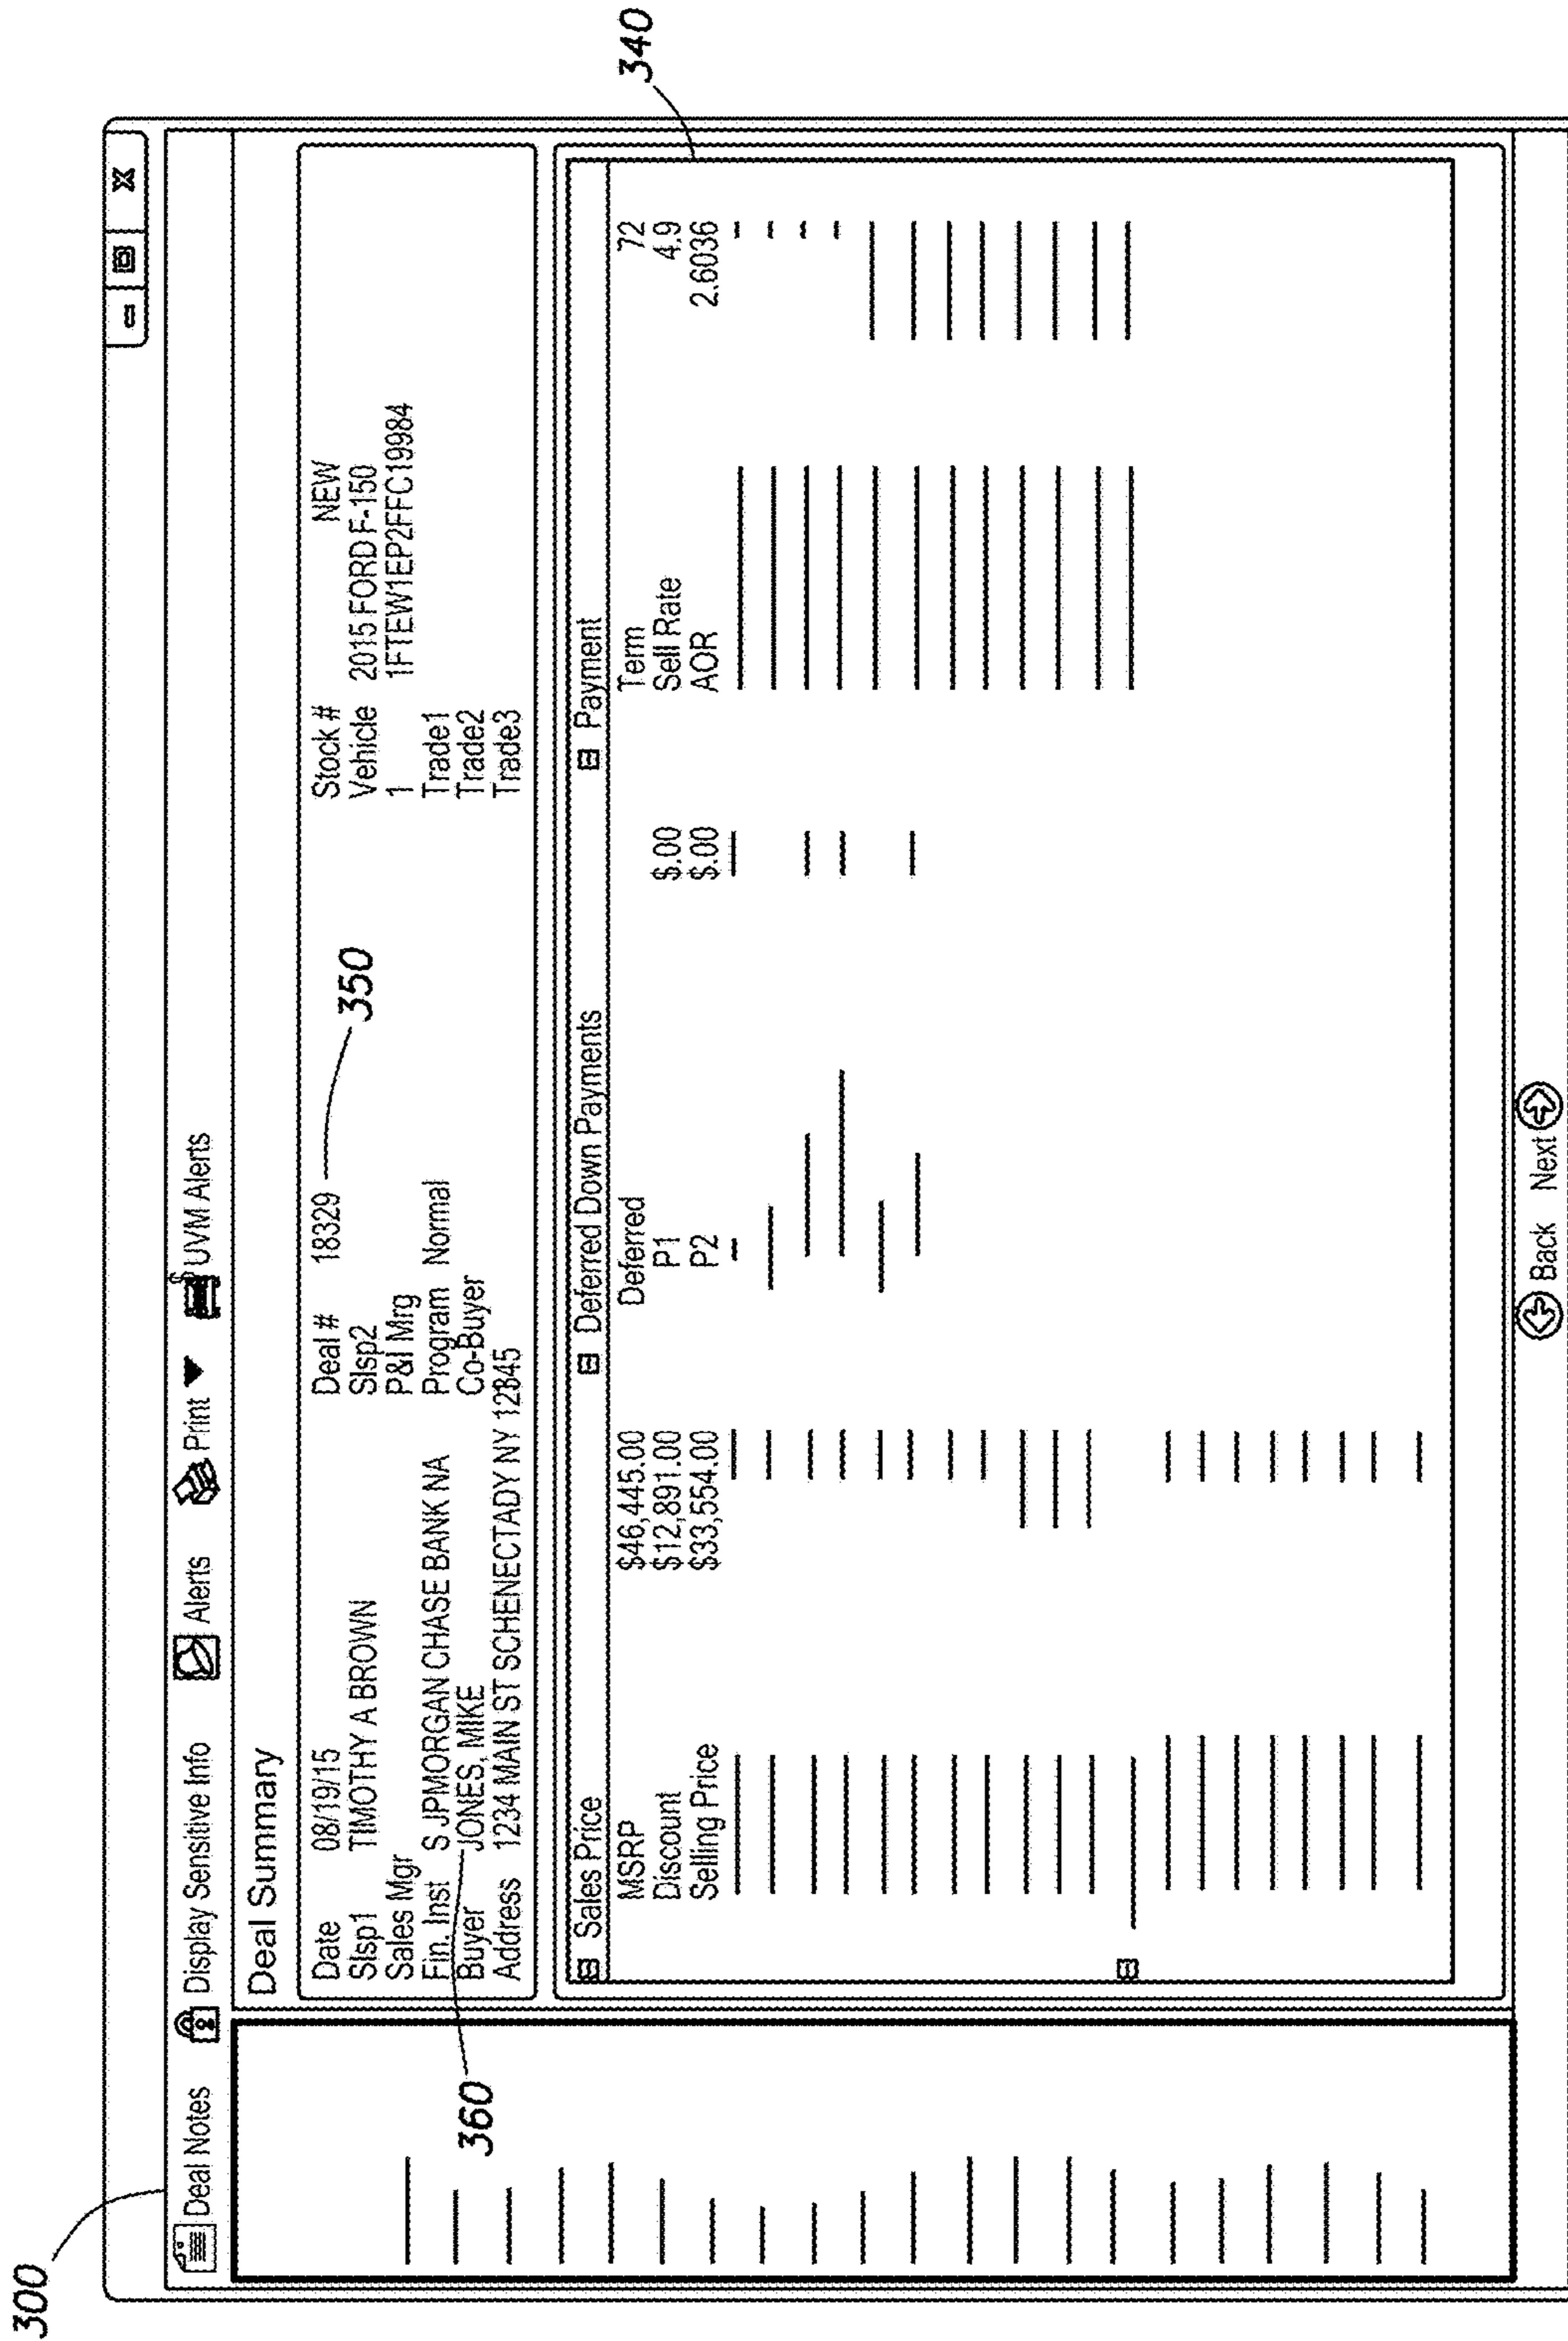 300
Deal Notes Display Sensitive Info Alerts Print UVM Alerts
Deal Summary
Date 08/19/15 Deal # 18329 Stock # NEW
350
Slsp1 TIMOTHY A BROWN Slsp2 Vehicle 2015 FORD F-150
Sales Mgr P&I Mrg 1 1FTEW1EP2FFC19984
Fin. Inst S JPMORGAN CHASE BANK NA Program Normal Trade1
Buyer JONES, MIKE Co-Buyer Trade2
360
Address 1234 MAIN ST SCHENECTADY NY 12345 Trade3
340
Sales Price Deferred Down Payments Payment
MSRP $46,445.00 Deferred Term 72
Discount $12,891.00 P1 $.00 Sell Rate 4.9
Selling Price $33,554.00 P2 $.00 AOR 2.6036
Back Next